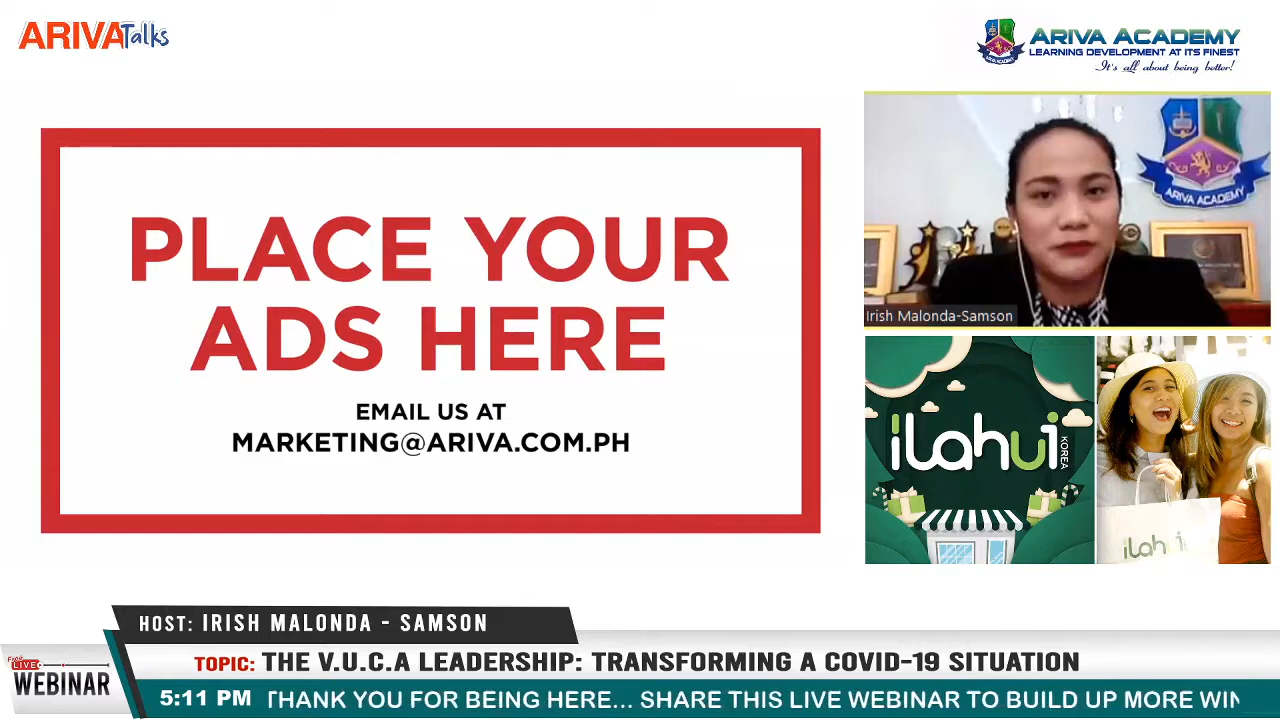 ARIVATalks
ARIVA ACADEMY
LEARNING DEVELOPMENT AT ITS FINEST
It's all about being better!
PLACE YOUR
ADS HERE
EMAIL US AT
MARKETING@ARIVA.COM.PH
ARIVA ACADEMY
Irish Malonda-Samson
ilahui
KOREA
ilahui
HOST: IRISH MALONDA - SAMSON
Free
LIVE
WEBINAR
TOPIC: THE V.U.C.A LEADERSHIP: TRANSFORMING A COVID-19 SITUATION
5:11 PM THANK YOU FOR BEING HERE... SHARE THIS LIVE WEBINAR TO BUILD UP MORE WIN